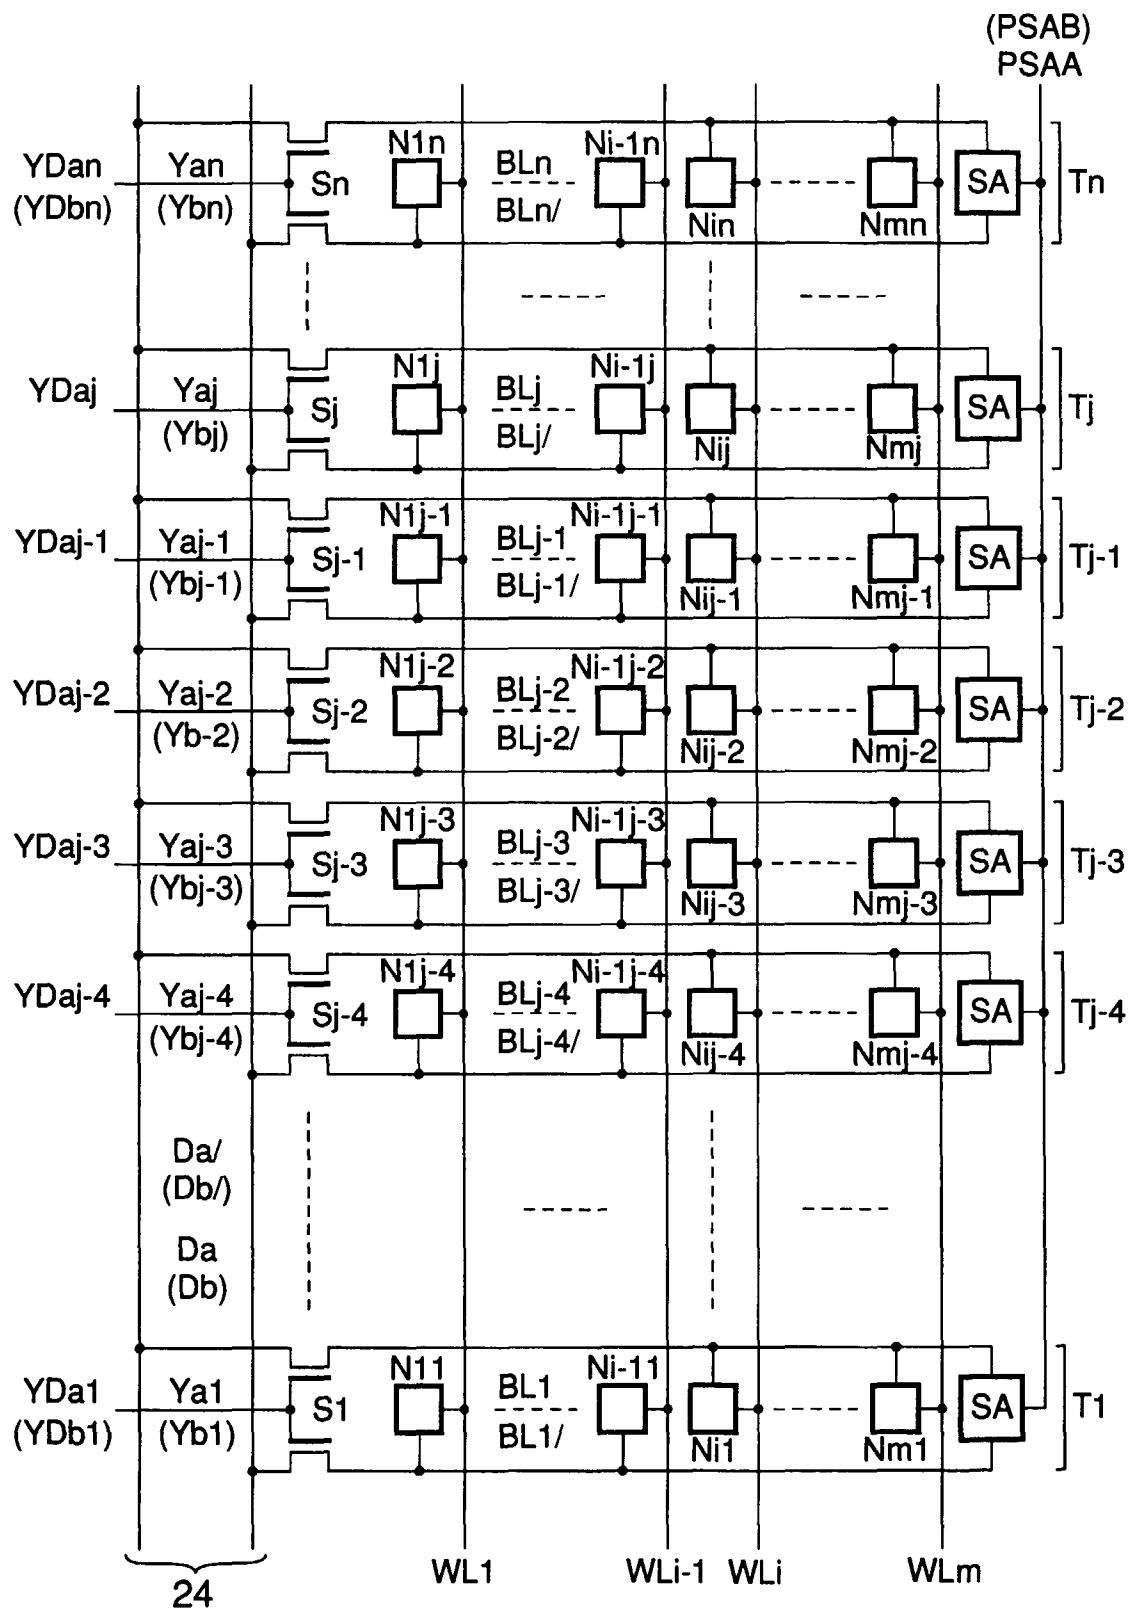 (PSAB)
PSAA
YDan Yan Sn N1n BLn Ni-1n SA Tn
(YDbn) (Ybn) BLn/ Nin Nmn
YDaj Yaj Sj N1j BLj Ni-1j SA Tj
(Ybj) BLj/ Nij Nmj
YDaj-1 Yaj-1 Sj-1 N1j-1 BLj-1 Ni-1j-1 SA Tj-1
(Ybj-1) BLj-1/ Nij-1 Nmj-1
YDaj-2 Yaj-2 Sj-2 N1j-2 BLj-2 Ni-1j-2 SA Tj-2
(Yb-2) BLj-2/ Nij-2 Nmj-2
YDaj-3 Yaj-3 Sj-3 N1j-3 BLj-3 Ni-1j-3 SA Tj-3
(Ybj-3) BLj-3/ Nij-3 Nmj-3
YDaj-4 Yaj-4 Sj-4 N1j-4 BLj-4 Ni-1j-4 SA Tj-4
(Ybj-4) BLj-4/ Nij-4 Nmj-4
Da/
(Db/)
Da
(Db)
YDa1 Ya1 S1 N11 BL1 Ni-11 SA T1
(YDb1) (Yb1) BL1/ Ni1 Nm1
24 WL1 WLi-1 WLi WLm